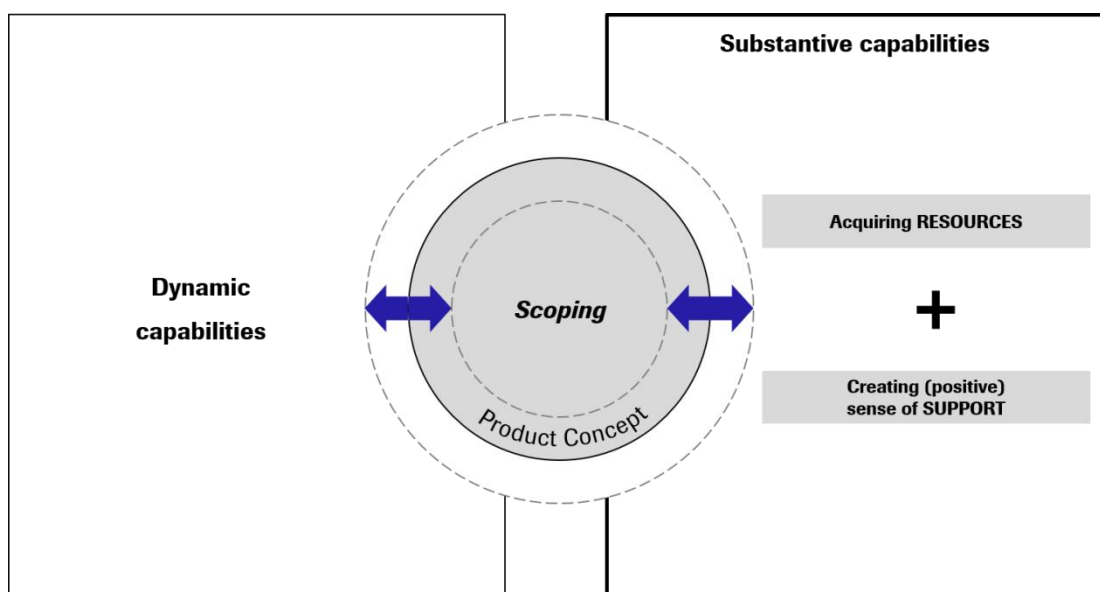 Substantive capabilities
Acquiring RESOURCES
Dynamic
capabilities
Scoping
Creating (positive)
sense of SUPPORT
Product Concept